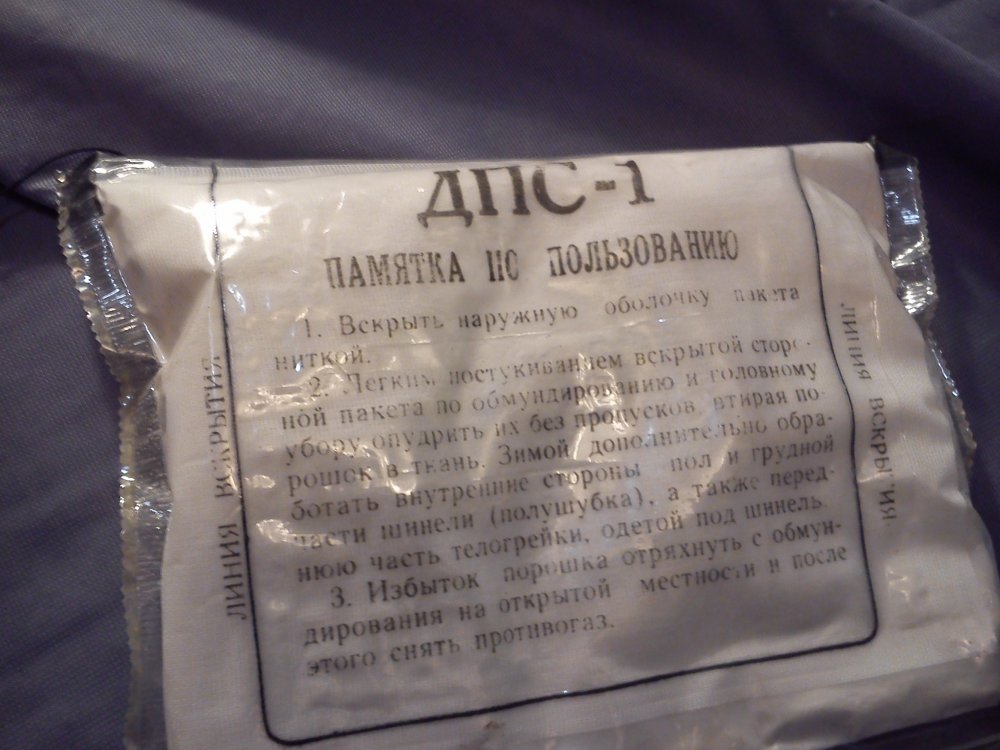 ДПС-1
ПАМЯТКА ПО ПОЛЬЗОВАНИЮ
1. Вскрыть наружную оболочку пакета
ниткой.
2. Легким постукиванием вскрытой сторо-
ной пакета по обмундированию и головному
убору опудрить их без пропусков, втирая по-
рошок в ткань. Зимой дополнительно обра-
ботать внутренние стороны пол и грудной
части шинели (полушубка), а также перед-
нюю часть телогрейки, одетой под шинель.
3. Избыток порошка отряхнуть с обмун-
дирования на открытой местности и после
этого снять противогаз.
ЛИНИЯ ВСКРЫТИЯ
ЛИНИЯ ВСКРЫТИЯ